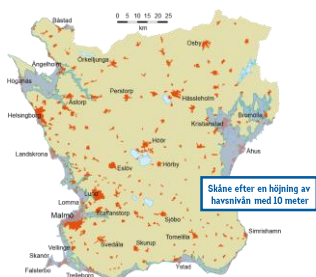 Båstad
0 5 10 15 20 25
km
Osby
Örkelljunga
Ängelholm
Höganäs
Perstorp
Hässleholm
Åstorp
Bromölla
Helsingborg
Kristianstad
Höör
Åhus
Landskrona
Eslöv
Hörby
Skåne efter en höjning av
havsnivån med 10 meter
Lund
Lomma
Staffanstorp
Malmö
Sjöbo
Simrishamn
Tomelilla
Vellinge
Svedala
Skurup
Skanör
Falsterbo
Ystad
Trelleborg